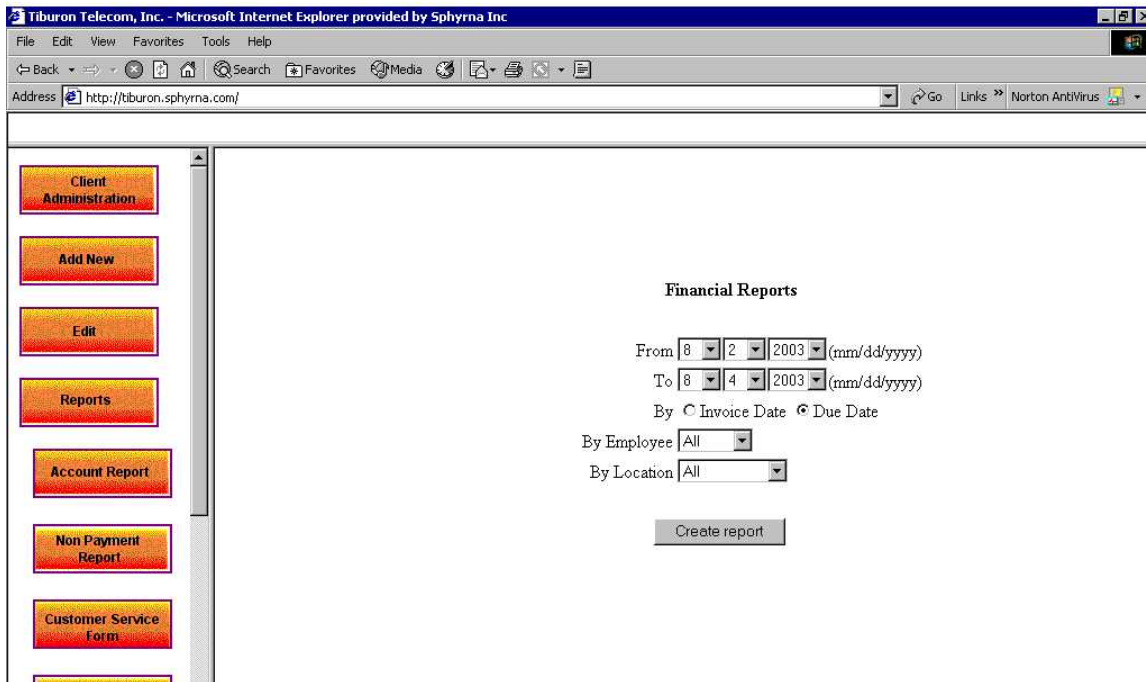 Tiburon Telecom, Inc. - Microsoft Internet Explorer provided by Sphyrna Inc
File Edit View Favorites Tools Help
Back Search Favorites Media
Address http://tiburon.sphyrna.com/ Go Links » Norton AntiVirus
Client
Administration
Add New
Edit
Reports
Account Report
Non Payment
Report
Customer Service
Form
Financial Reports
From 8 2 2003 (mm/dd/yyyy)
To 8 4 2003 (mm/dd/yyyy)
By Invoice Date Due Date
By Employee All
By Location All
Create report